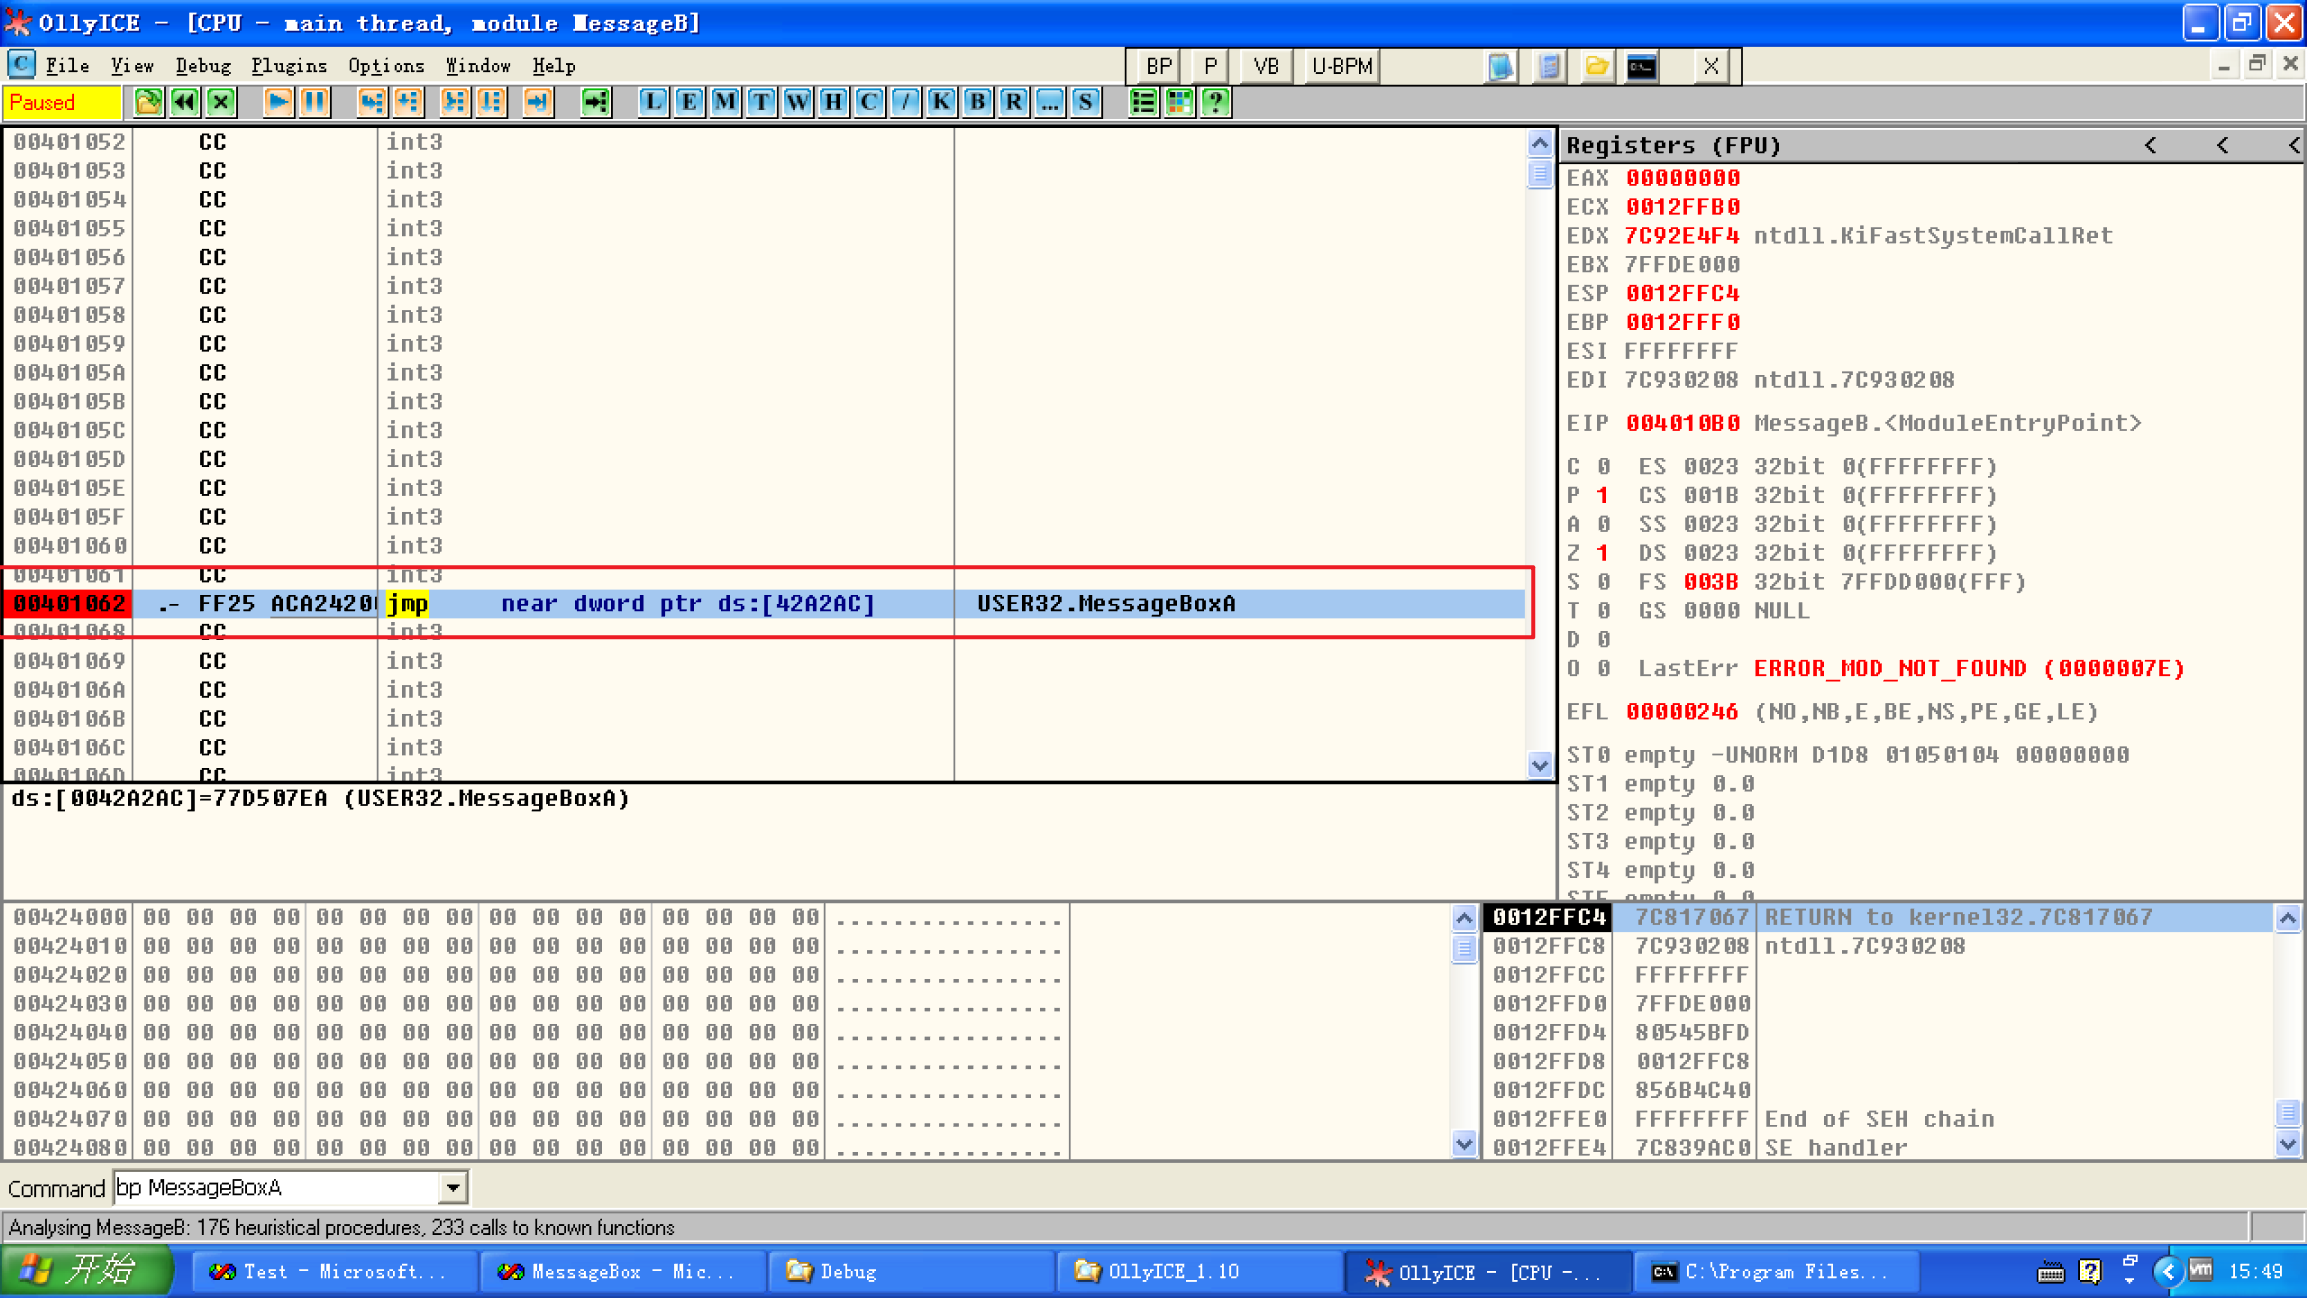 OllyICE - [CPU - main thread, module MessageB]
C File View Debug Plugins Options Window Help BP P VB U-BPM X
Paused L E M T W H C / K B R ... S ?
00401052 CC int3
00401053 CC int3
00401054 CC int3
00401055 CC int3
00401056 CC int3
00401057 CC int3
00401058 CC int3
00401059 CC int3
0040105A CC int3
0040105B CC int3
0040105C CC int3
0040105D CC int3
0040105E CC int3
0040105F CC int3
00401060 CC int3
00401061 CC int3
00401062 .- FF25 ACA24200 jmp near dword ptr ds:[42A2AC] USER32.MessageBoxA
00401068 CC int3
00401069 CC int3
0040106A CC int3
0040106B CC int3
0040106C CC int3
0040106D CC int3
ds:[0042A2AC]=77D507EA (USER32.MessageBoxA)
Registers (FPU) < < <
EAX 00000000
ECX 0012FFB0
EDX 7C92E4F4 ntdll.KiFastSystemCallRet
EBX 7FFDE000
ESP 0012FFC4
EBP 0012FFF0
ESI FFFFFFFF
EDI 7C930208 ntdll.7C930208
EIP 004010B0 MessageB.<ModuleEntryPoint>
C 0 ES 0023 32bit 0(FFFFFFFF)
P 1 CS 001B 32bit 0(FFFFFFFF)
A 0 SS 0023 32bit 0(FFFFFFFF)
Z 1 DS 0023 32bit 0(FFFFFFFF)
S 0 FS 003B 32bit 7FFDD000(FFF)
T 0 GS 0000 NULL
D 0
O 0 LastErr ERROR_MOD_NOT_FOUND (0000007E)
EFL 00000246 (NO,NB,E,BE,NS,PE,GE,LE)
ST0 empty -UNORM D1D8 01050104 00000000
ST1 empty 0.0
ST2 empty 0.0
ST3 empty 0.0
ST4 empty 0.0
ST5 empty 0.0
00424000 00 00 00 00 00 00 00 00 00 00 00 00 00 00 00 00 ................
00424010 00 00 00 00 00 00 00 00 00 00 00 00 00 00 00 00 ................
00424020 00 00 00 00 00 00 00 00 00 00 00 00 00 00 00 00 ................
00424030 00 00 00 00 00 00 00 00 00 00 00 00 00 00 00 00 ................
00424040 00 00 00 00 00 00 00 00 00 00 00 00 00 00 00 00 ................
00424050 00 00 00 00 00 00 00 00 00 00 00 00 00 00 00 00 ................
00424060 00 00 00 00 00 00 00 00 00 00 00 00 00 00 00 00 ................
00424070 00 00 00 00 00 00 00 00 00 00 00 00 00 00 00 00 ................
00424080 00 00 00 00 00 00 00 00 00 00 00 00 00 00 00 00 ................
0012FFC4 7C817067 RETURN to kernel32.7C817067
0012FFC8 7C930208 ntdll.7C930208
0012FFCC FFFFFFFF
0012FFD0 7FFDE000
0012FFD4 80545BFD
0012FFD8 0012FFC8
0012FFDC 856B4C40
0012FFE0 FFFFFFFF End of SEH chain
0012FFE4 7C839AC0 SE handler
Command bp MessageBoxA
Analysing MessageB: 176 heuristical procedures, 233 calls to known functions
开始 Test - Microsoft... MessageBox - Mic... Debug OllyICE_1.10 OllyICE - [CPU -... C:\Program Files... 15:49